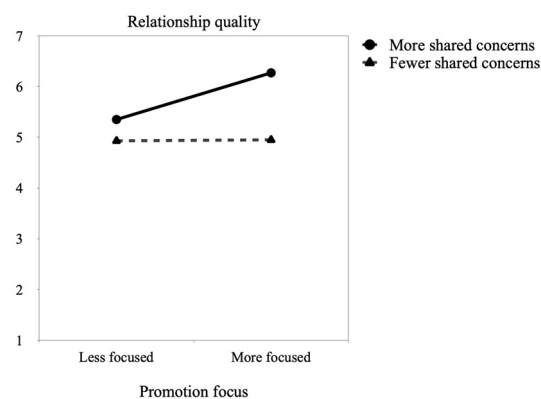 Relationship quality
7
6
5
4
3
2
1
More shared concerns
Fewer shared concerns
Less focused
More focused
Promotion focus